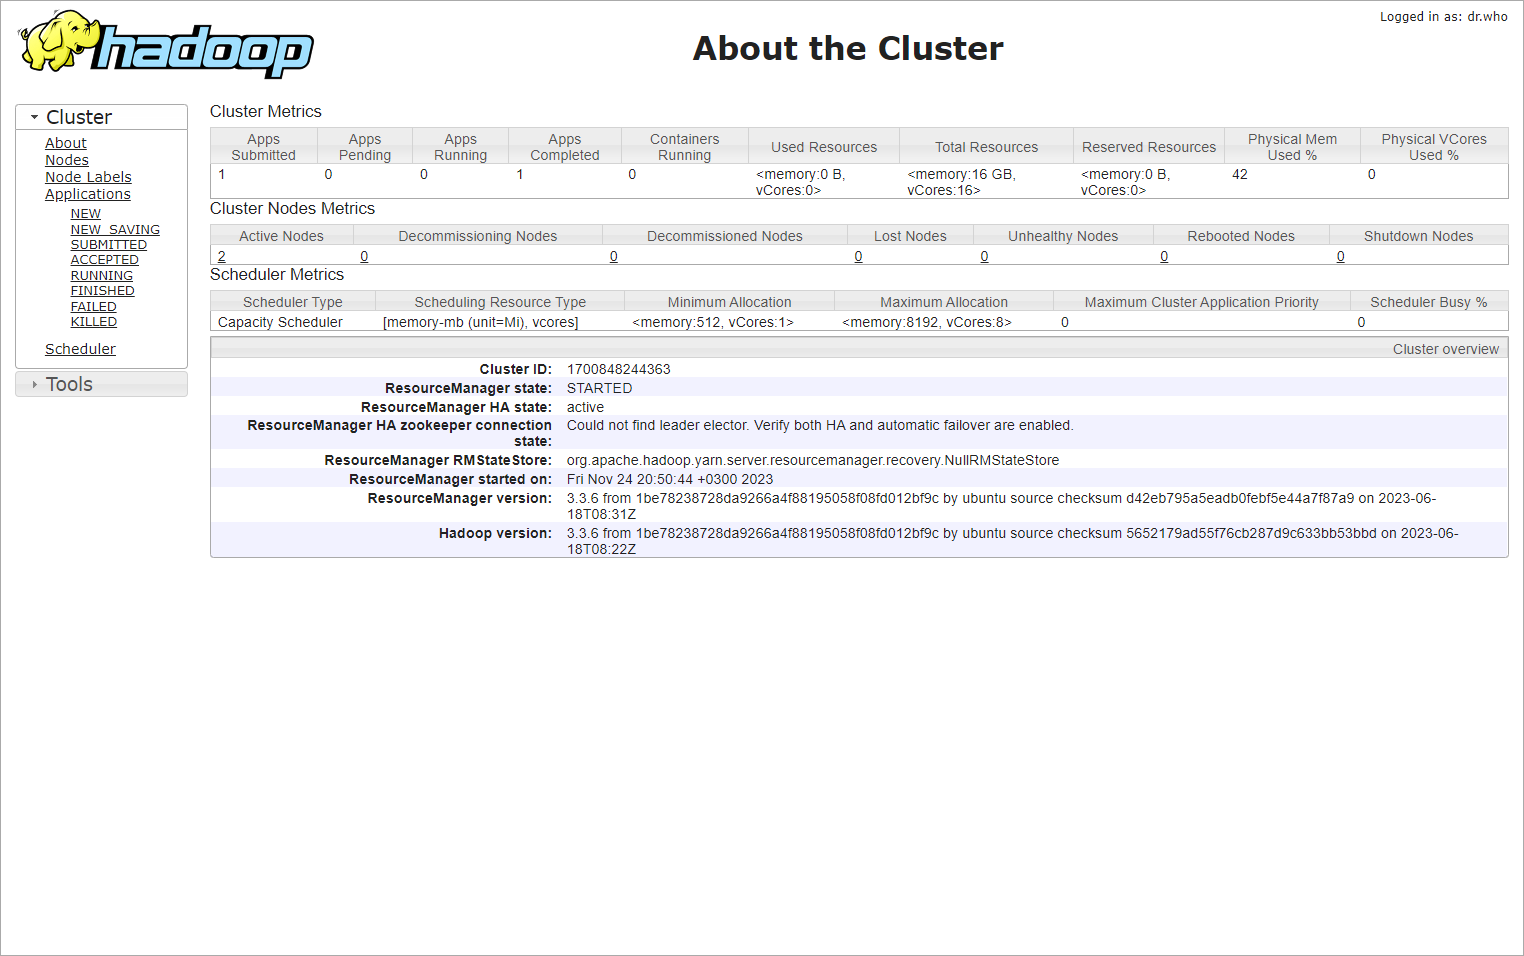 hadoop
Logged in as: dr.who
About the Cluster
Cluster
About
Nodes
Node Labels
Applications
NEW
NEW_SAVING
SUBMITTED
ACCEPTED
RUNNING
FINISHED
FAILED
KILLED
Scheduler
Tools
Cluster Metrics
Apps Submitted Apps Pending Apps Running Apps Completed Containers Running Used Resources Total Resources Reserved Resources Physical Mem Used % Physical VCores Used %
1 0 0 1 0 <memory:0 B, vCores:0> <memory:16 GB, vCores:16> <memory:0 B, vCores:0> 42 0
Cluster Nodes Metrics
Active Nodes Decommissioning Nodes Decommissioned Nodes Lost Nodes Unhealthy Nodes Rebooted Nodes Shutdown Nodes
2 0 0 0 0 0 0
Scheduler Metrics
Scheduler Type Scheduling Resource Type Minimum Allocation Maximum Allocation Maximum Cluster Application Priority Scheduler Busy %
Capacity Scheduler [memory-mb (unit=Mi), vcores] <memory:512, vCores:1> <memory:8192, vCores:8> 0 0
Cluster overview
Cluster ID: 1700848244363
ResourceManager state: STARTED
ResourceManager HA state: active
ResourceManager HA zookeeper connection state: Could not find leader elector. Verify both HA and automatic failover are enabled.
ResourceManager RMStateStore: org.apache.hadoop.yarn.server.resourcemanager.recovery.NullRMStateStore
ResourceManager started on: Fri Nov 24 20:50:44 +0300 2023
ResourceManager version: 3.3.6 from 1be78238728da9266a4f88195058f08fd012bf9c by ubuntu source checksum d42eb795a5eadb0febf5e44a7f87a9 on 2023-06-
18T08:31Z
Hadoop version: 3.3.6 from 1be78238728da9266a4f88195058f08fd012bf9c by ubuntu source checksum 5652179ad55f76cb287d9c633bb53bbd on 2023-06-
18T08:22Z